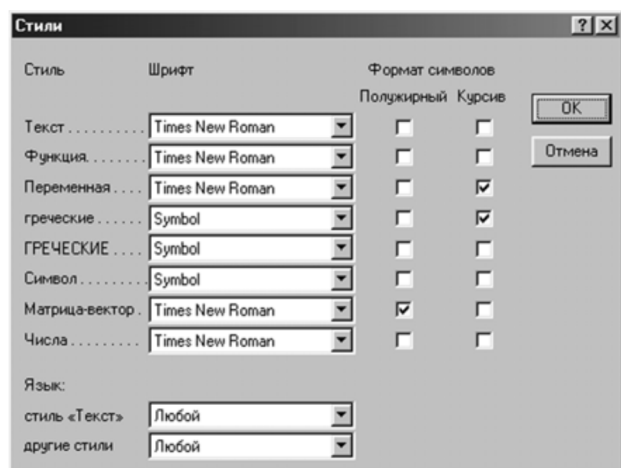 Стили
Стиль Шрифт Формат символов
Полужирный Курсив
OK
Текст . . . . . . . . . . Times New Roman
Функция. . . . . . . . Times New Roman
Отмена
Переменная . . . . Times New Roman
греческие . . . . . . Symbol
ГРЕЧЕСКИЕ . . . . Symbol
Символ . . . . . . . . . Symbol
Матрица-вектор . Times New Roman
Числа . . . . . . . . . Times New Roman
Язык:
стиль «Текст» Любой
другие стили Любой